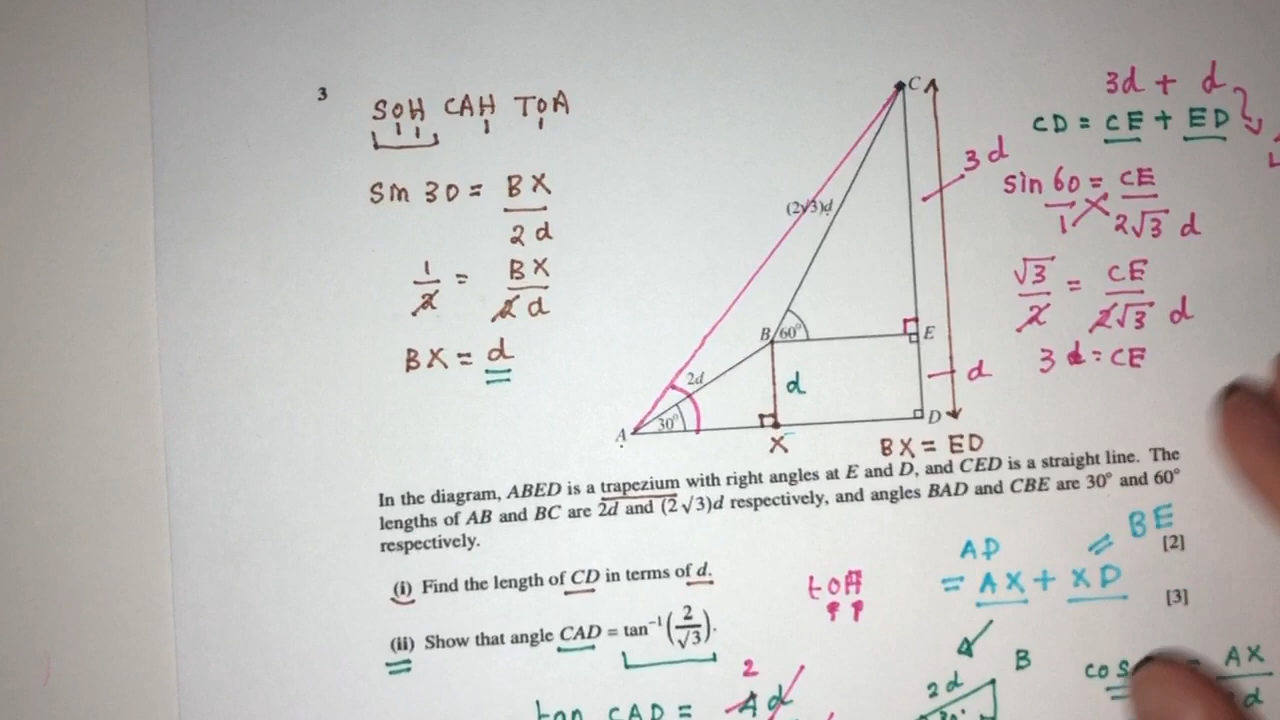 3
SOH CAH TOA
sin 30 = BX
2d
1/2 = BX/2d
BX = d
C
3d
(2√3)d
B 60° E
2d
d
d
A 30° X D
BX = ED
3d + d
CD = CE + ED
sin 60/1 = CE/2√3 d
√3/2 = CE/2√3 d
3d = CE
In the diagram, ABED is a trapezium with right angles at E and D, and CED is a straight line. The
lengths of AB and BC are 2d and (2√3)d respectively, and angles BAD and CBE are 30° and 60°
respectively.
[2]
(i) Find the length of CD in terms of d.
[3]
(ii) Show that angle CAD = tan⁻¹(2/√3).
toA
AD
= BE
= AX + XD
2d B
30°
AX
d
2
tan CAD = 4d